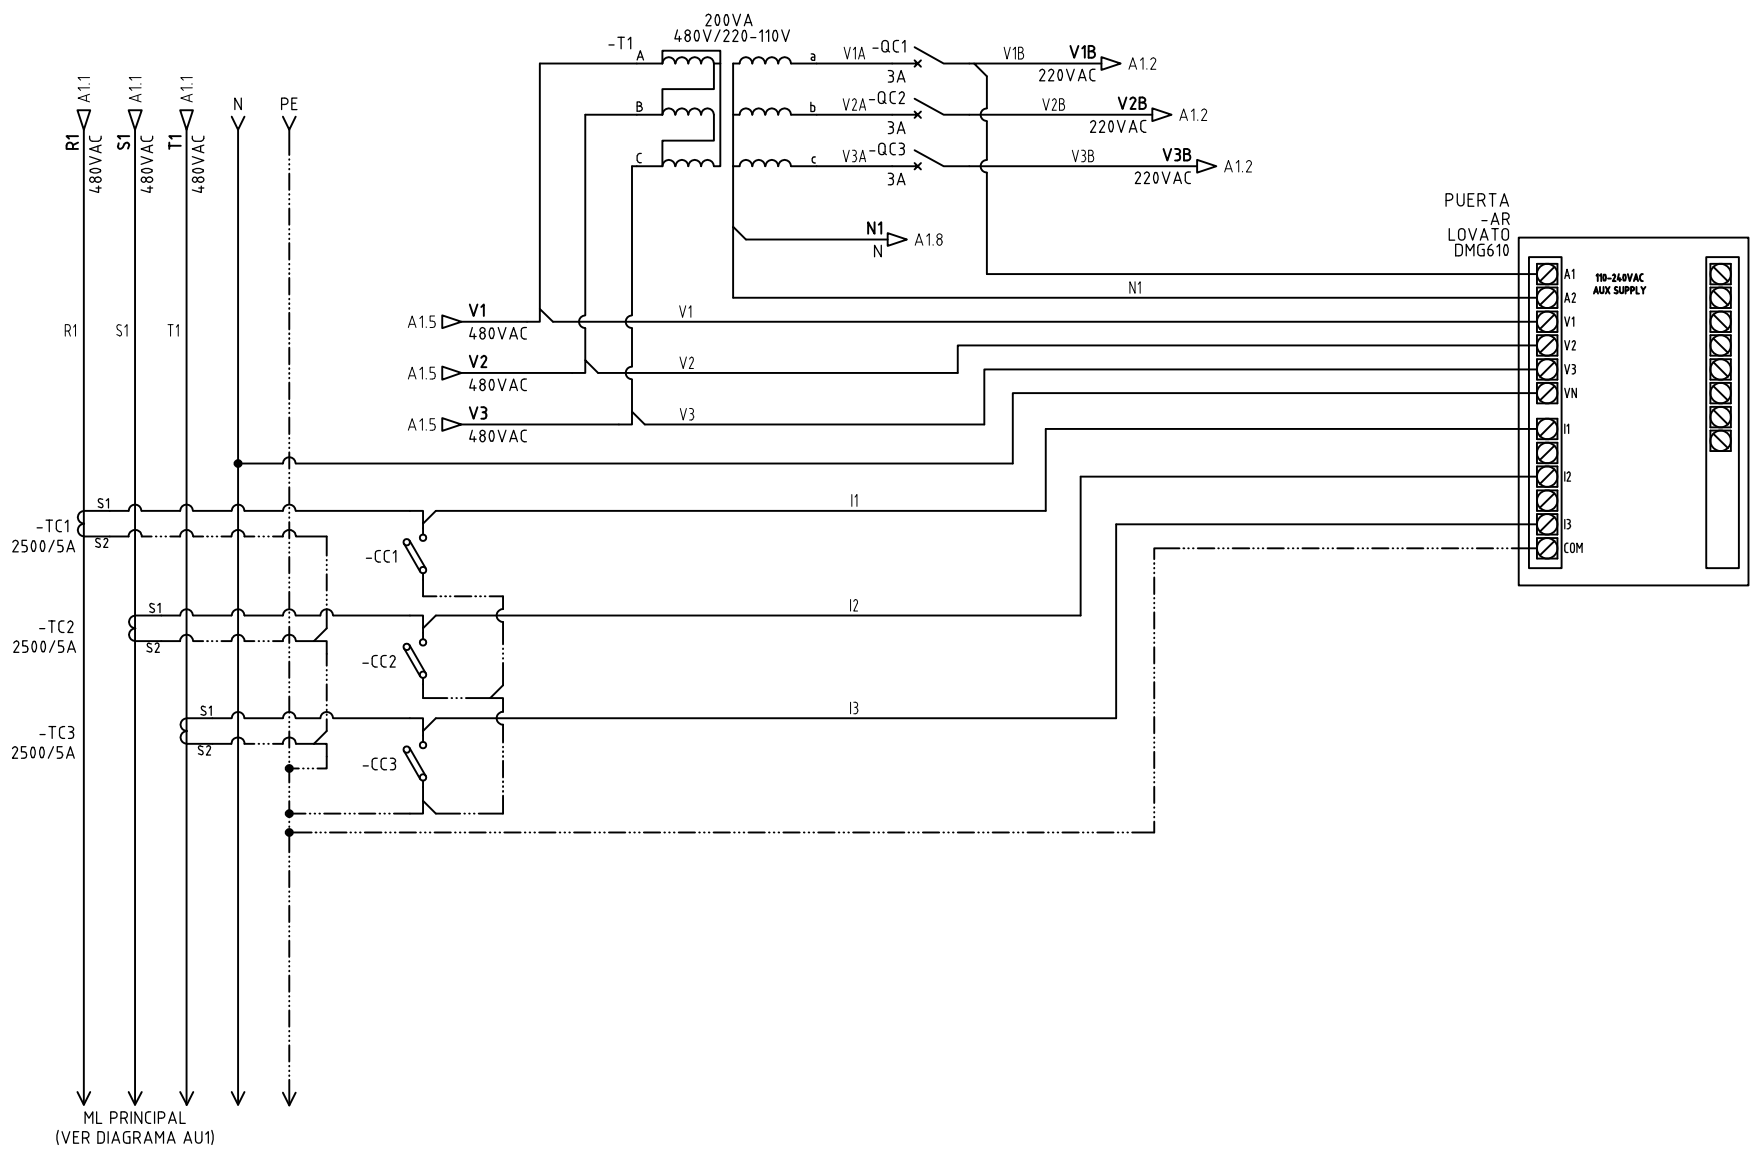 200VA
480V/220-110V
-T1
A
a
V1A
-QC1
3A
V1B
V1B
220VAC
A1.2
B
b
V2A
-QC2
3A
V2B
V2B
220VAC
A1.2
C
c
V3A
-QC3
3A
V3B
V3B
220VAC
A1.2
A1.1
A1.1
A1.1
N
PE
R1
480VAC
S1
480VAC
T1
480VAC
N1
N
A1.8
PUERTA
-AR
LOVATO
DMG610
110-240VAC
AUX SUPPLY
A1
A2
V1
V2
V3
VN
I1
I2
I3
COM
N1
A1.5
V1
480VAC
V1
A1.5
V2
480VAC
V2
A1.5
V3
480VAC
V3
R1
S1
T1
S1
-TC1
2500/5A
S2
-CC1
I1
S1
-TC2
2500/5A
S2
-CC2
I2
S1
-TC3
2500/5A
S2
-CC3
I3
ML PRINCIPAL
(VER DIAGRAMA AU1)